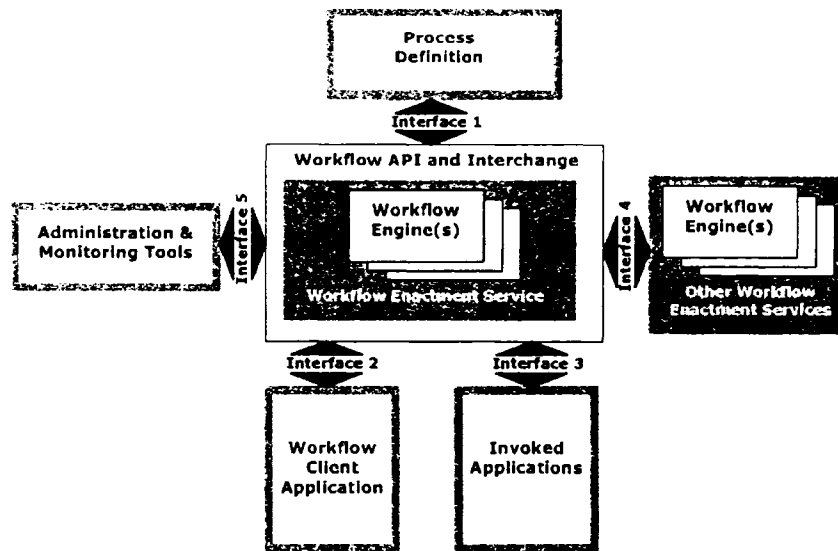 Process
Definition
Interface 1
Workflow API and Interchange
Workflow
Engine(s)
Workflow Enactment Service
Administration &
Monitoring Tools
Interface 5
Interface 4
Workflow
Engine(s)
Other Workflow
Enactment Services
Interface 2
Interface 3
Workflow
Client
Application
Invoked
Applications